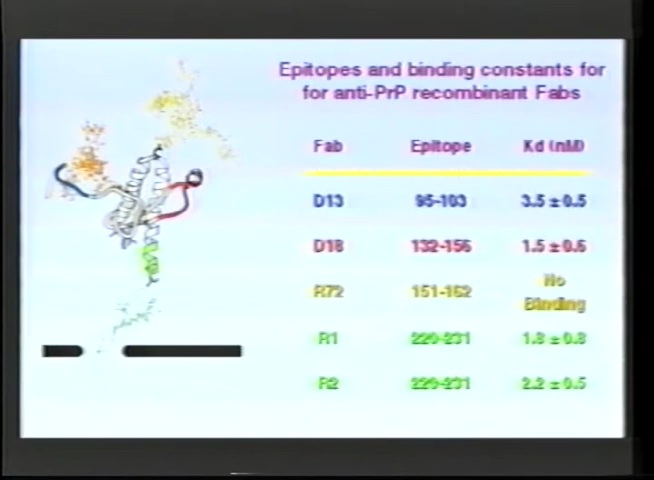 Epitopes and binding constants for
for anti-PrP recombinant Fabs
Fab Epitope Kd (nM)
D13 95-103 3.5 ± 0.5
D18 132-156 1.5 ± 0.6
R72 151-162 No Binding
R1 220-231 1.8 ± 0.8
R2 220-231 2.2 ± 0.5